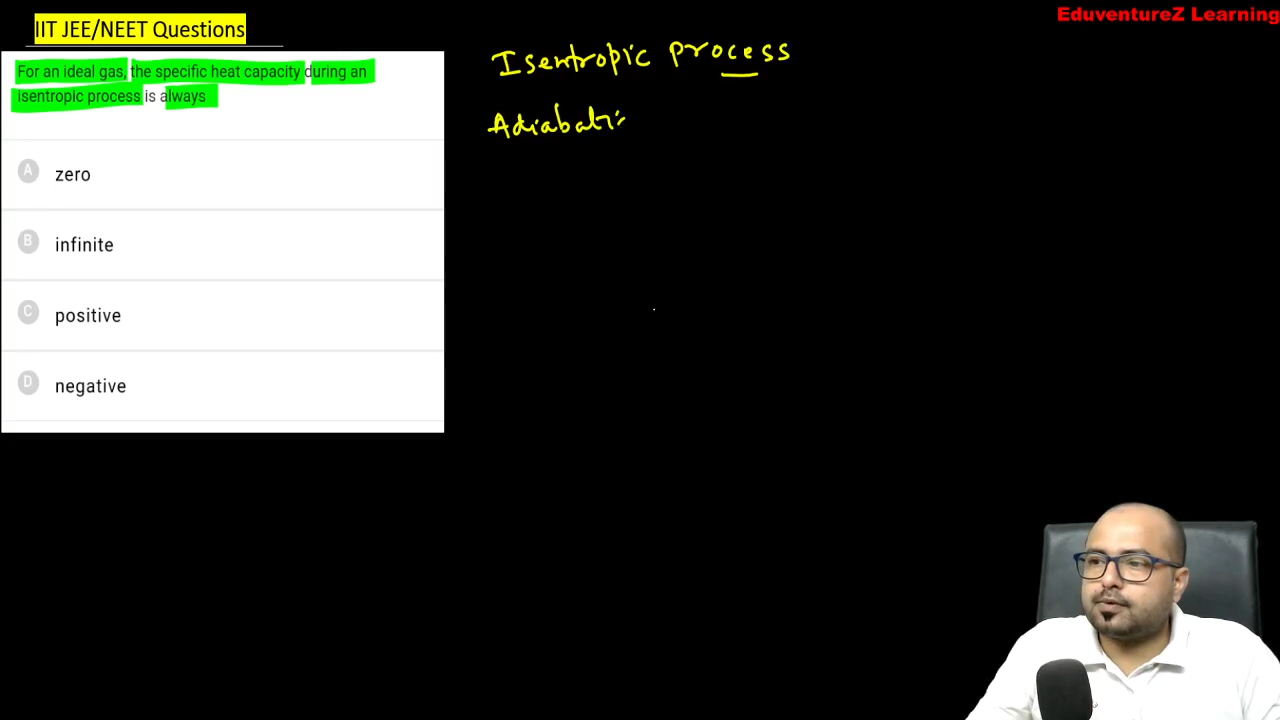 IIT JEE/NEET Questions
EduventureZ Learning
For an ideal gas, the specific heat capacity during an
isentropic process is always
A zero
B infinite
C positive
D negative
Isentropic process
Adiabati